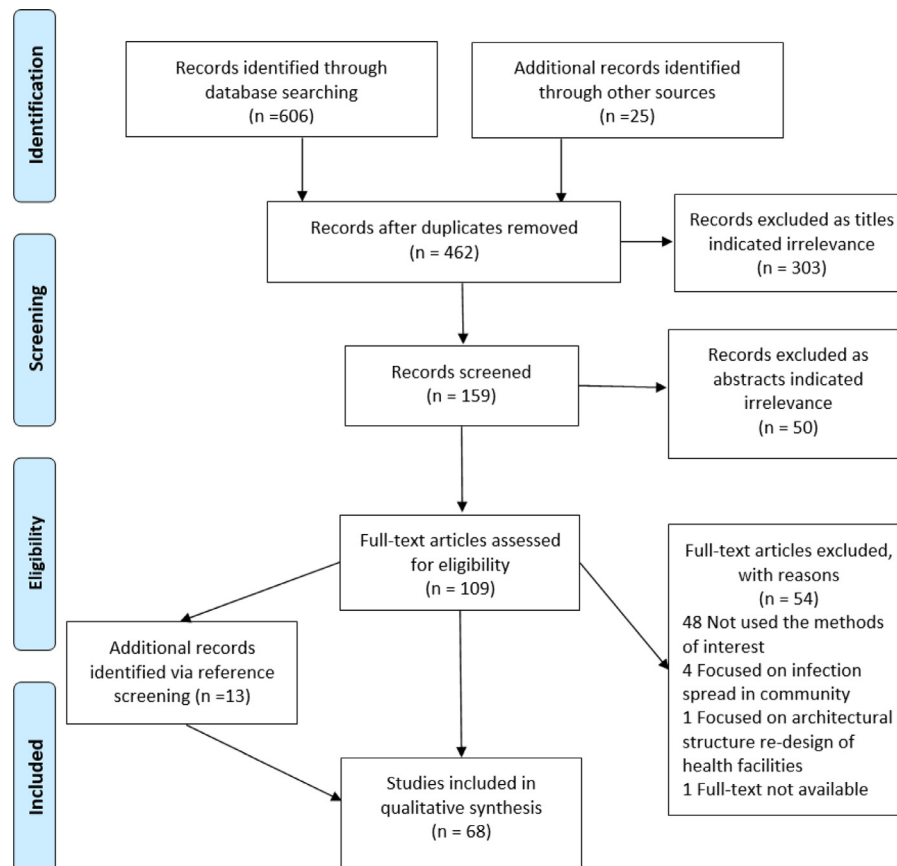 Identification
Records identified through
database searching
(n =606)
Additional records identified
through other sources
(n =25)
Records after duplicates removed
(n = 462)
Records excluded as titles
indicated irrelevance
(n = 303)
Screening
Records screened
(n = 159)
Records excluded as
abstracts indicated
irrelevance
(n = 50)
Eligibility
Full-text articles assessed
for eligibility
(n = 109)
Full-text articles excluded,
with reasons
(n = 54)
48 Not used the methods
of interest
4 Focused on infection
spread in community
1 Focused on architectural
structure re-design of
health facilities
1 Full-text not available
Additional records
identified via reference
screening (n =13)
Included
Studies included in
qualitative synthesis
(n = 68)